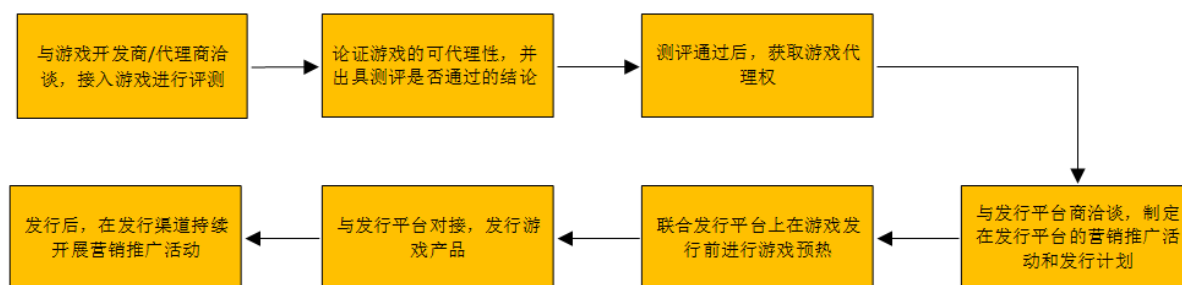 与游戏开发商/代理商洽
谈，接入游戏进行评测
论证游戏的可代理性，并
出具测评是否通过的结论
测评通过后，获取游戏代
理权
与发行平台商洽谈，制定
在发行平台的营销推广活
动和发行计划
联合发行平台上在游戏发
行前进行游戏预热
与发行平台对接，发行游
戏产品
发行后，在发行渠道持续
开展营销推广活动